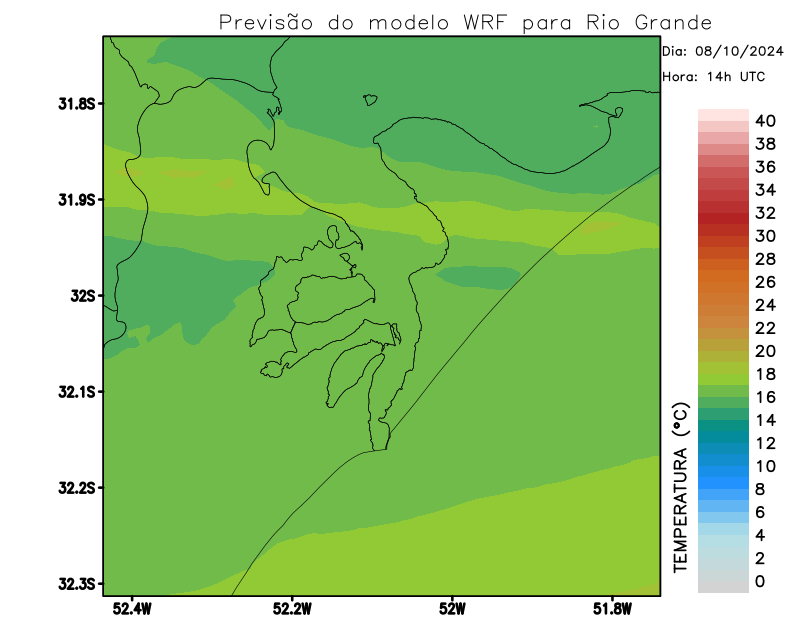 Previsão do modelo WRF para Rio Grande
Dia: 08/10/2024
Hora: 14h UTC
31.8S
31.9S
32S
32.1S
32.2S
32.3S
52.4W
52.2W
52W
51.8W
TEMPERATURA (°C)
40
38
36
34
32
30
28
26
24
22
20
18
16
14
12
10
8
6
4
2
0